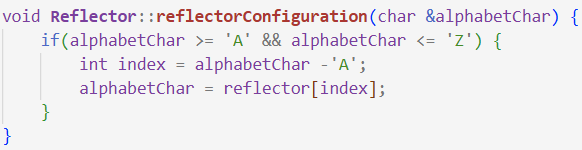 void Reflector::reflectorConfiguration(char &alphabetChar) {
    if(alphabetChar >= 'A' && alphabetChar <= 'Z') {
        int index = alphabetChar -'A';
        alphabetChar = reflector[index];
    }
}